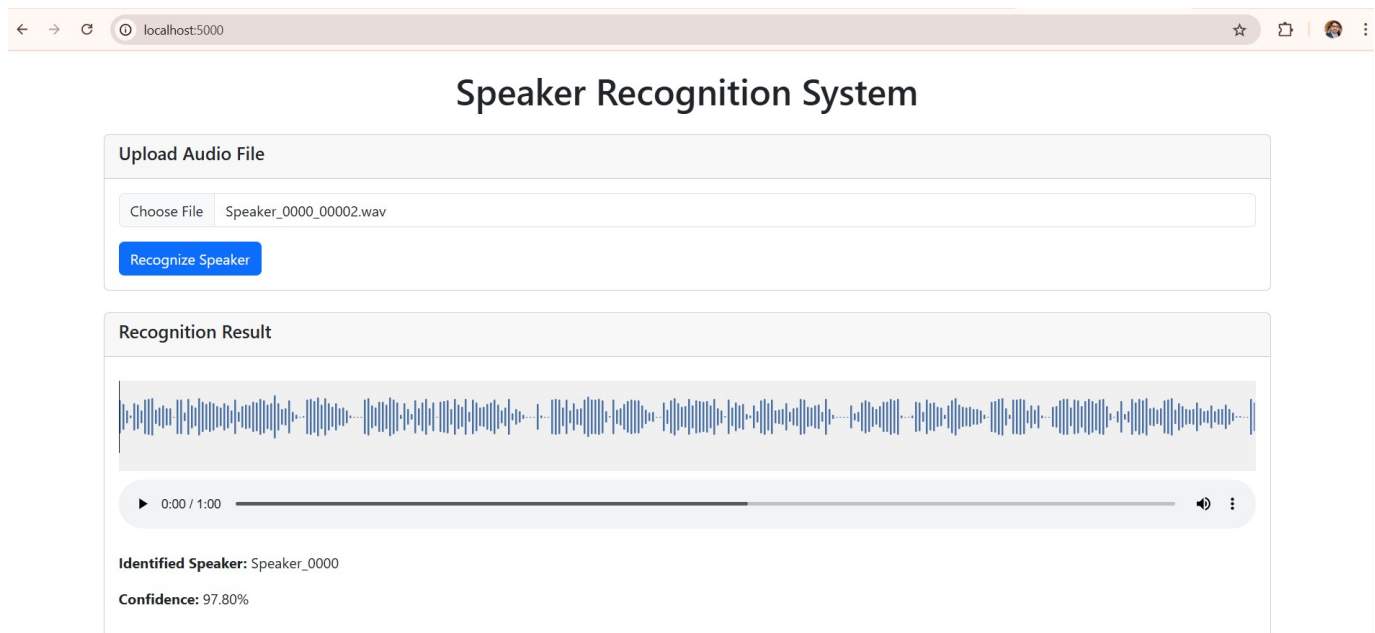 localhost:5000
Speaker Recognition System
Upload Audio File
Choose File Speaker_0000_00002.wav
Recognize Speaker
Recognition Result
0:00 / 1:00
Identified Speaker: Speaker_0000
Confidence: 97.80%